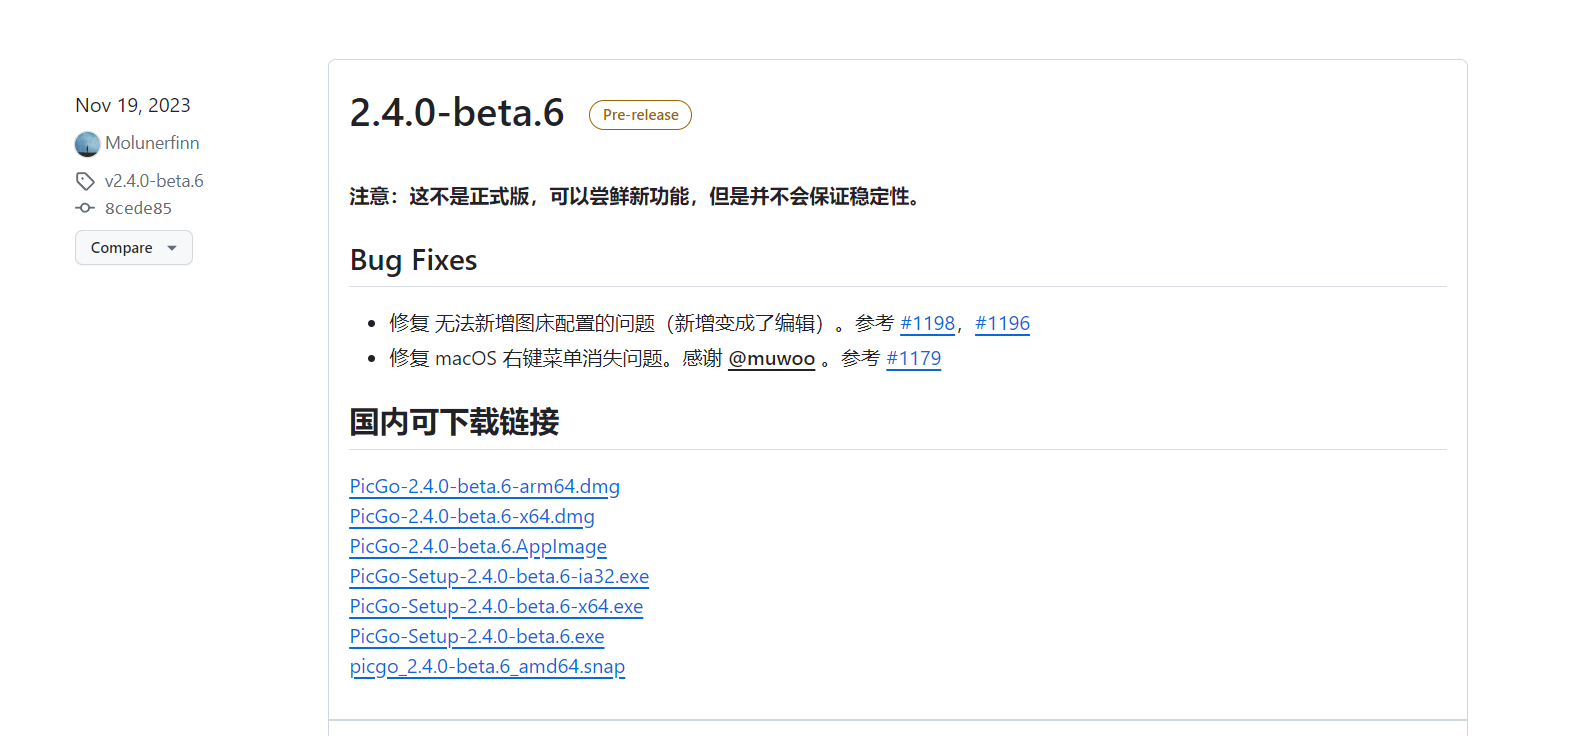 Nov 19, 2023
Molunerfinn
v2.4.0-beta.6
8cede85
Compare
2.4.0-beta.6 Pre-release
注意：这不是正式版，可以尝鲜新功能，但是并不会保证稳定性。
Bug Fixes
修复 无法新增图床配置的问题（新增变成了编辑）。参考 #1198，#1196
修复 macOS 右键菜单消失问题。感谢 @muwoo 。参考 #1179
国内可下载链接
PicGo-2.4.0-beta.6-arm64.dmg
PicGo-2.4.0-beta.6-x64.dmg
PicGo-2.4.0-beta.6.AppImage
PicGo-Setup-2.4.0-beta.6-ia32.exe
PicGo-Setup-2.4.0-beta.6-x64.exe
PicGo-Setup-2.4.0-beta.6.exe
picgo_2.4.0-beta.6_amd64.snap